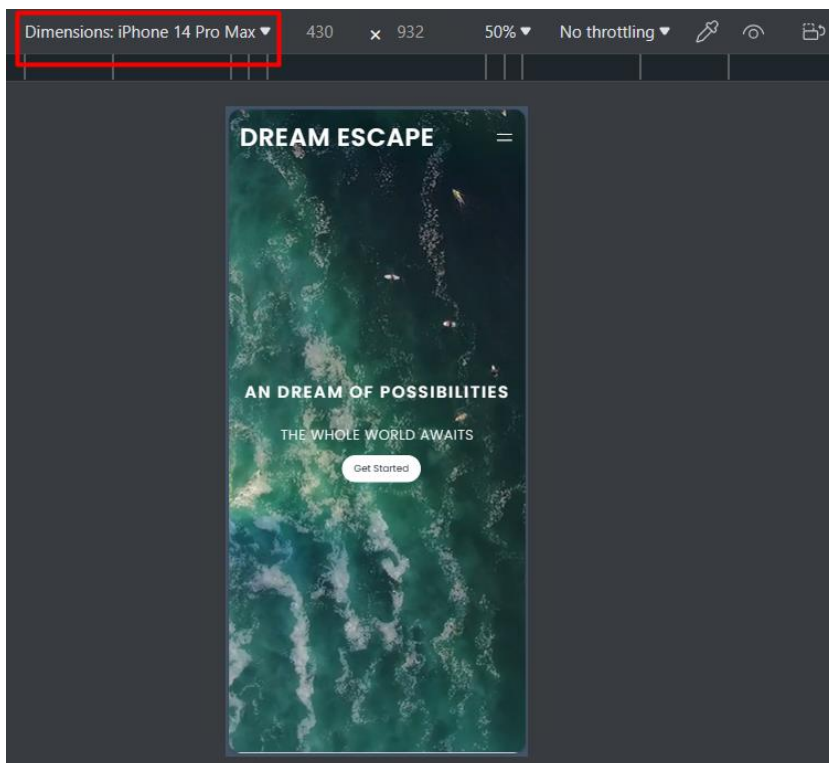 Dimensions: iPhone 14 Pro Max ▼ 430 × 932 50% ▼ No throttling ▼
DREAM ESCAPE
AN DREAM OF POSSIBILITIES
THE WHOLE WORLD AWAITS
Get Started